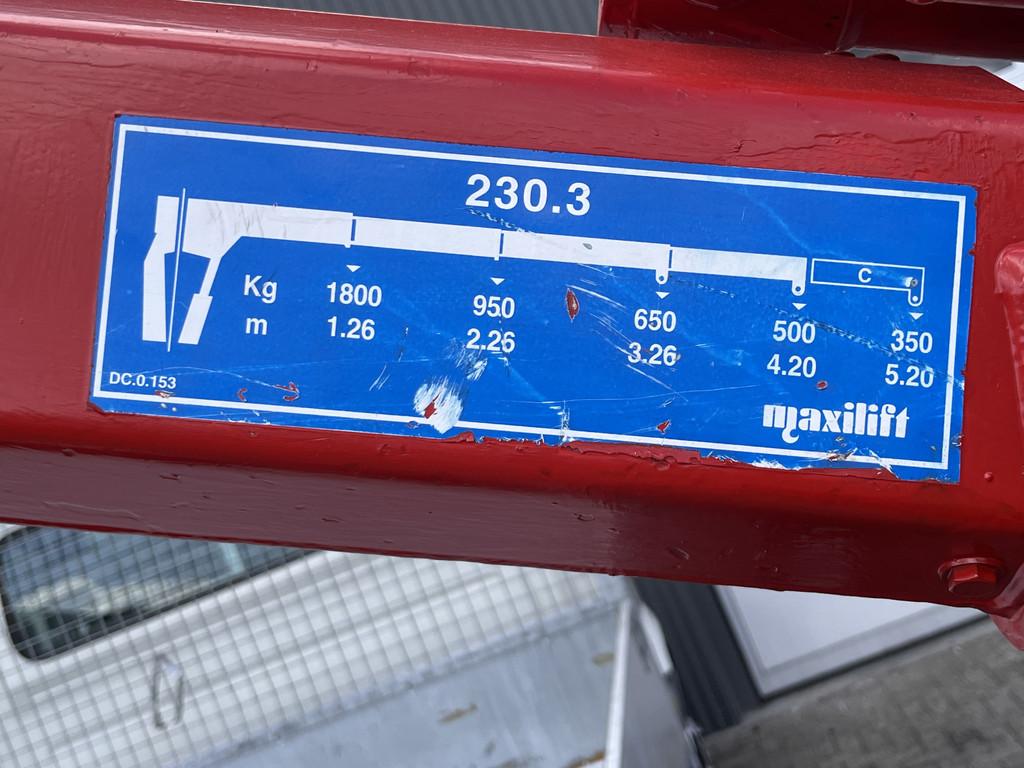 230.3
C
Kg 1800 950 650 500 350
m 1.26 2.26 3.26 4.20 5.20
DC.0.153
maxilift